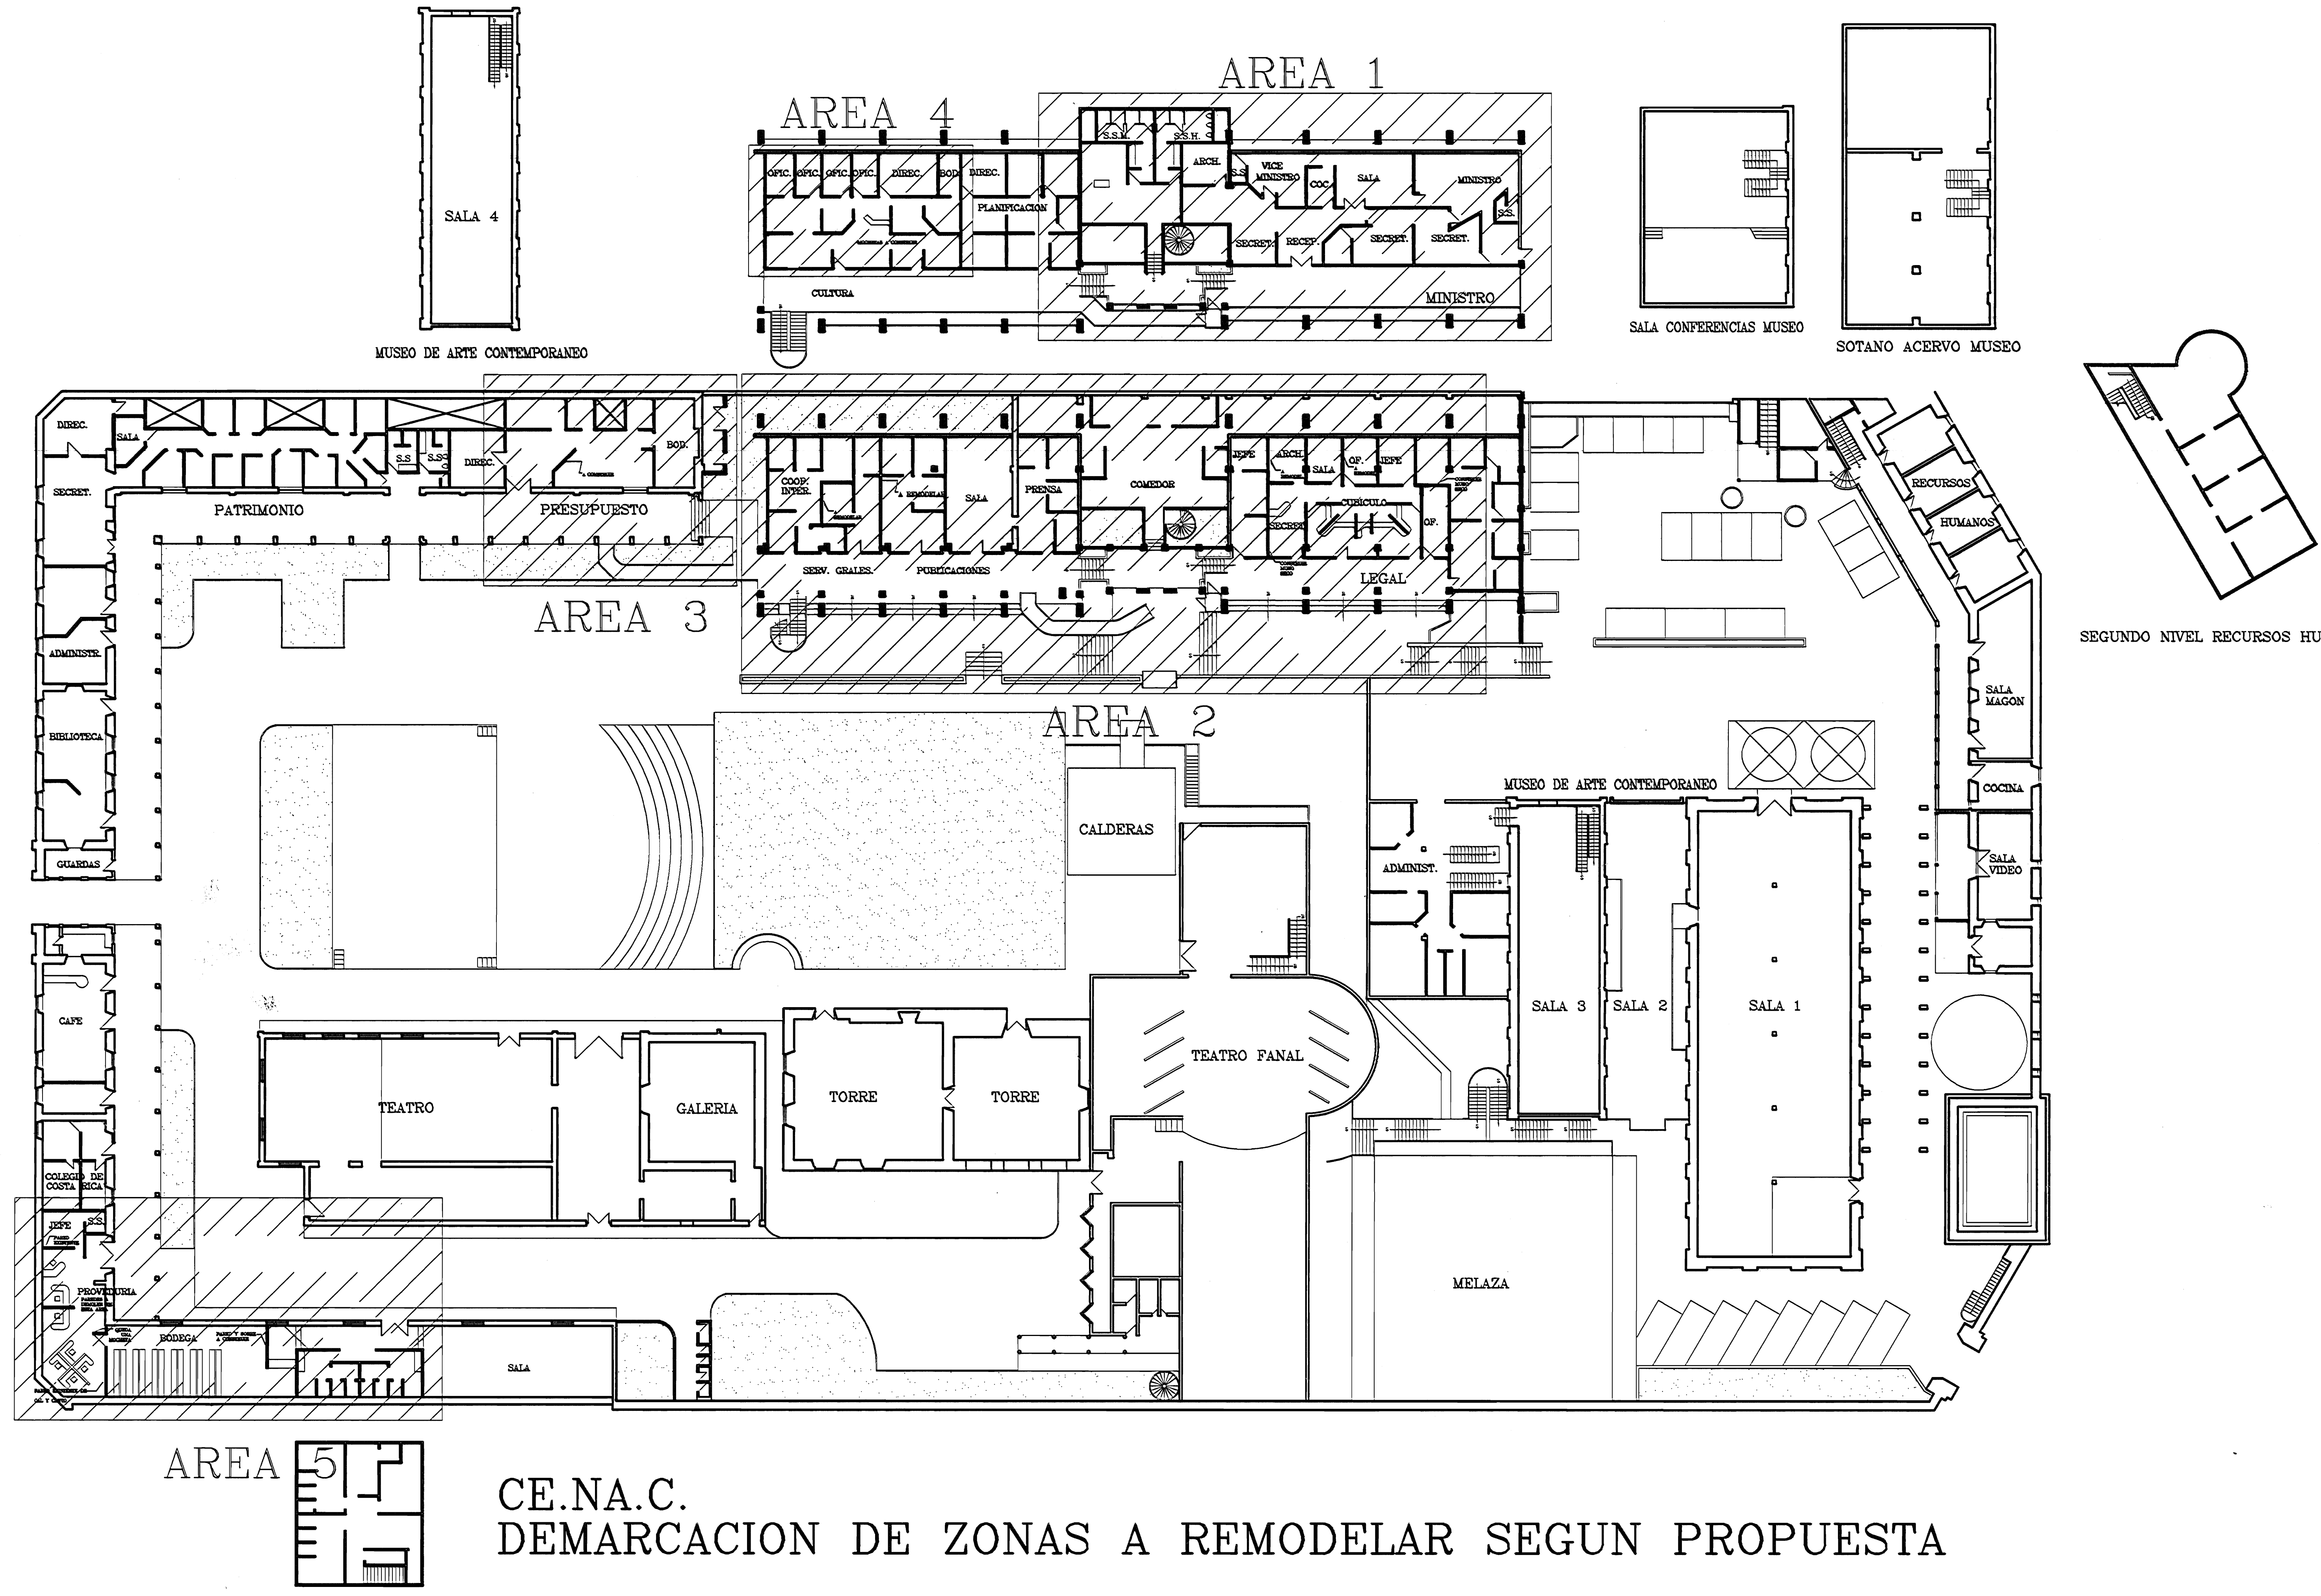 AREA 1
AREA 4
S.S.M.
S.S.H.
ARCH.
S.S.
VICE
MINISTRO
COC.
SALA
MINISTRO
S.S.
OFIC.
OFIC.
OFIC.
OFIC.
DIREC.
BOD.
DIREC.
PLANIFICACION
SECRET.
RECEP.
SECRET.
SECRET.
CULTURA
MINISTRO
SALA 4
MUSEO DE ARTE CONTEMPORANEO
SALA CONFERENCIAS MUSEO
SOTANO ACERVO MUSEO
SEGUNDO NIVEL RECURSOS HU
DIREC.
SALA
SECRET.
S.S
S.S
DIREC.
BOD.
A CONSTRUIR
PATRIMONIO
PRESUPUESTO
AREA 3
COOP.
INTER.
A REMODELAR
SALA
PRENSA
COMEDOR
JEFE
ARCH.
SALA
OF.
JEFE
CUBICULO
SECRET.
OF.
SERV. GRALES.
PUBLICACIONES
LEGAL
AREA 2
RECURSOS
HUMANOS
SALA
MAGON
COCINA
SALA
VIDEO
ADMINISTR.
BIBLIOTECA
GUARDAS
CAFE
COLEGIO DE
COSTA RICA
JEFE
S.S.
PROVEDURIA
BODEGA
SALA
CALDERAS
MUSEO DE ARTE CONTEMPORANEO
ADMINIST.
SALA 3
SALA 2
SALA 1
TEATRO
GALERIA
TORRE
TORRE
TEATRO FANAL
MELAZA
AREA 5
CE.NA.C.
DEMARCACION DE ZONAS A REMODELAR SEGUN PROPUESTA